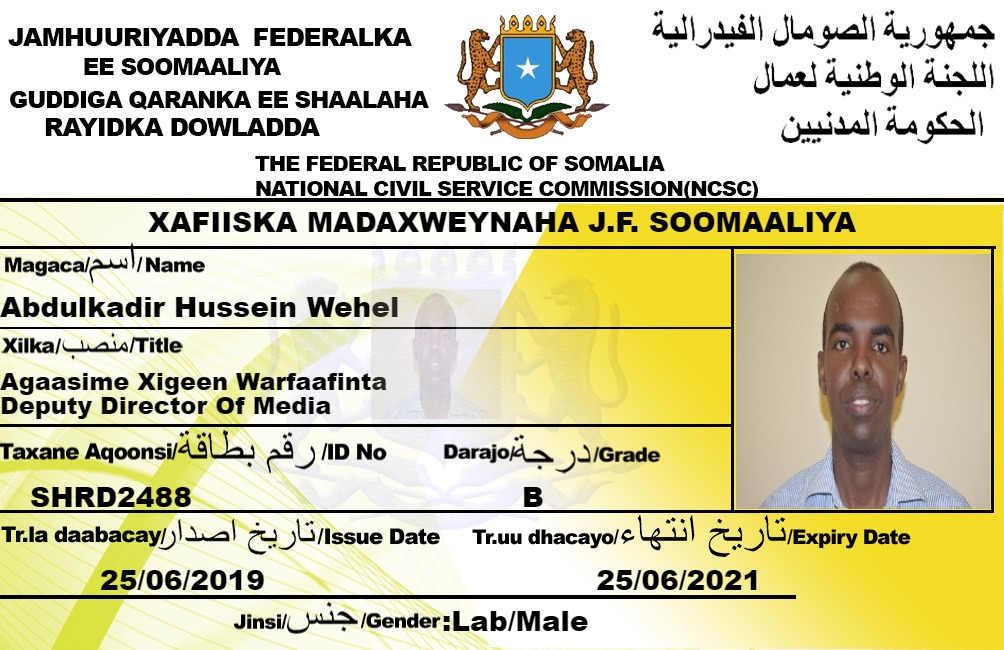 JAMHUURIYADDA FEDERALKA
EE SOOMAALIYA
GUDDIGA QARANKA EE SHAALAHA
RAYIDKA DOWLADDA
جمهورية الصومال الفيدرالية
اللجنة الوطنية لعمال
الحكومة المدنيين
THE FEDERAL REPUBLIC OF SOMALIA
NATIONAL CIVIL SERVICE COMMISSION(NCSC)
XAFIISKA MADAXWEYNAHA J.F. SOOMAALIYA
Magaca/اسم/Name
Abdulkadir Hussein Wehel
Xilka/منصب/Title
Agaasime Xigeen Warfaafinta
Deputy Director Of Media
Taxane Aqoonsi/رقم بطاقة/ID No Darajo/درجة/Grade
SHRD2488 B
Tr.la daabacay/تاريخ اصدار/Issue Date Tr.uu dhacayo/تاريخ انتهاء/Expiry Date
25/06/2019 25/06/2021
Jinsi/جنس/Gender:Lab/Male